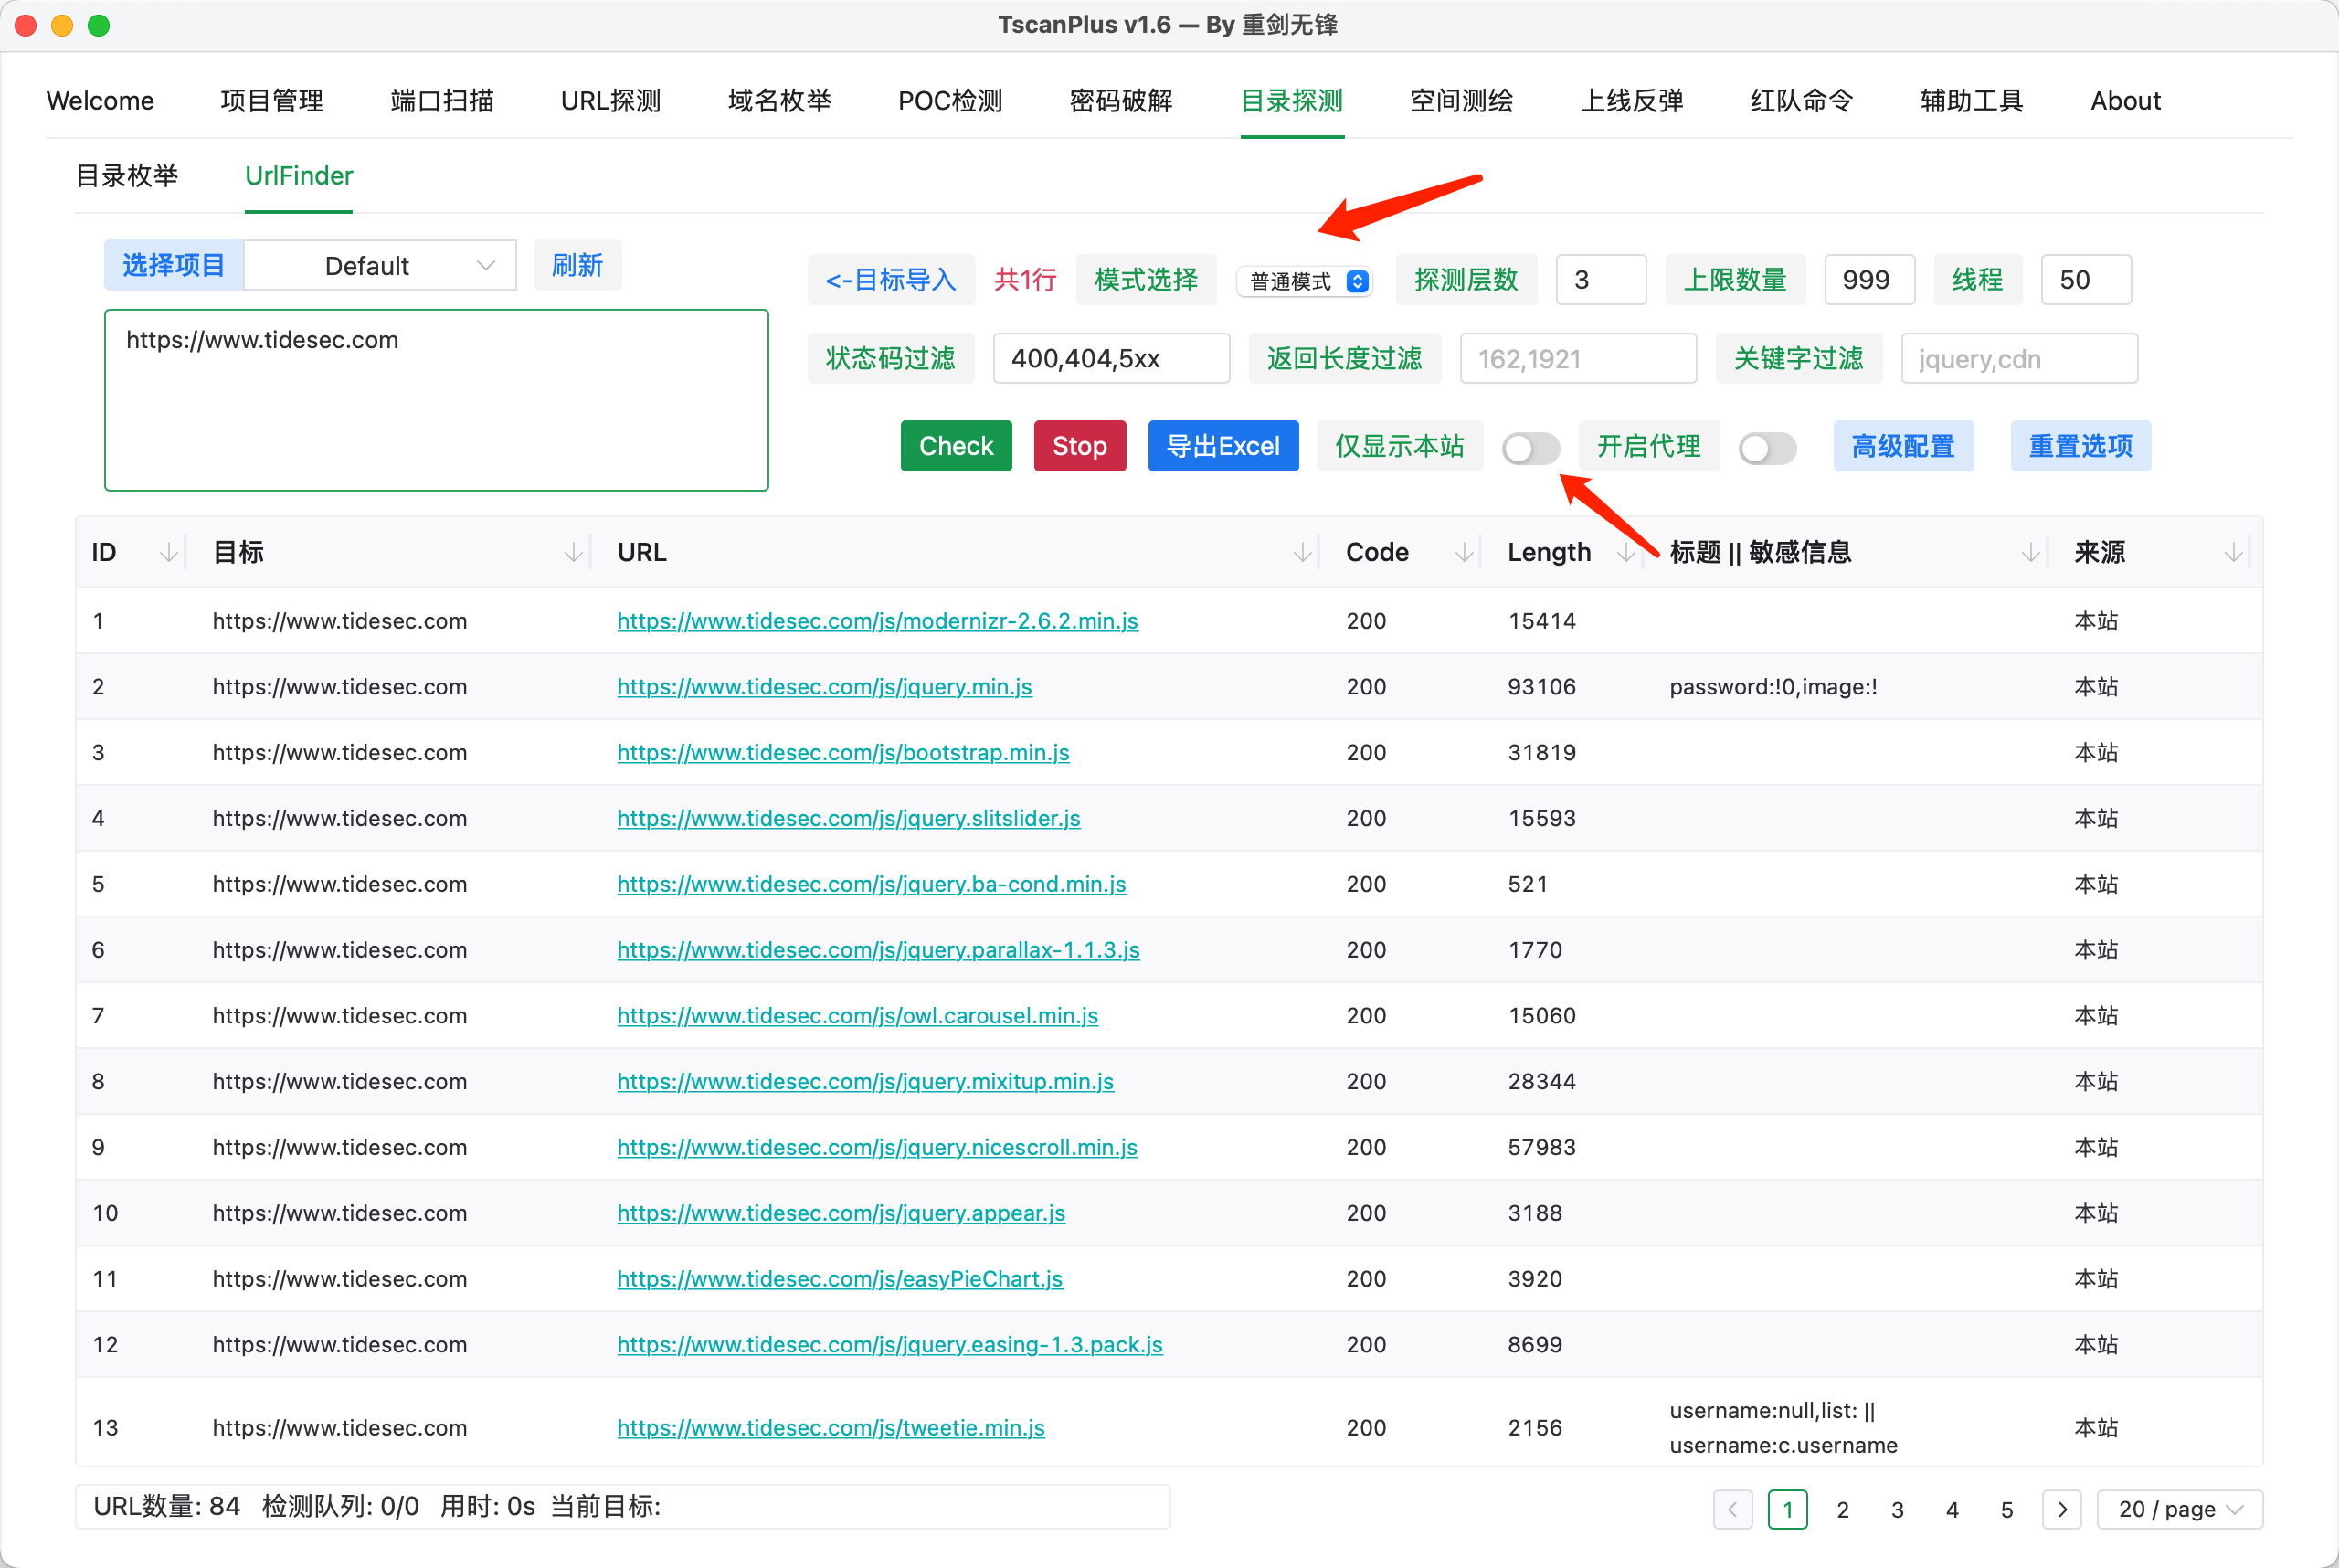 TscanPlus v1.6 — By 重剑无锋
Welcome 项目管理 端口扫描 URL探测 域名枚举 POC检测 密码破解 目录探测 空间测绘 上线反弹 红队命令 辅助工具 About
目录枚举 UrlFinder
选择项目 Default 刷新
<-目标导入 共1行 模式选择 普通模式 探测层数 3 上限数量 999 线程 50
https://www.tidesec.com
状态码过滤 400,404,5xx 返回长度过滤 162,1921 关键字过滤 jquery,cdn
Check Stop 导出Excel 仅显示本站 开启代理 高级配置 重置选项
ID 目标 URL Code Length 标题 || 敏感信息 来源
1 https://www.tidesec.com https://www.tidesec.com/js/modernizr-2.6.2.min.js 200 15414 本站
2 https://www.tidesec.com https://www.tidesec.com/js/jquery.min.js 200 93106 password:!0,image:! 本站
3 https://www.tidesec.com https://www.tidesec.com/js/bootstrap.min.js 200 31819 本站
4 https://www.tidesec.com https://www.tidesec.com/js/jquery.slitslider.js 200 15593 本站
5 https://www.tidesec.com https://www.tidesec.com/js/jquery.ba-cond.min.js 200 521 本站
6 https://www.tidesec.com https://www.tidesec.com/js/jquery.parallax-1.1.3.js 200 1770 本站
7 https://www.tidesec.com https://www.tidesec.com/js/owl.carousel.min.js 200 15060 本站
8 https://www.tidesec.com https://www.tidesec.com/js/jquery.mixitup.min.js 200 28344 本站
9 https://www.tidesec.com https://www.tidesec.com/js/jquery.nicescroll.min.js 200 57983 本站
10 https://www.tidesec.com https://www.tidesec.com/js/jquery.appear.js 200 3188 本站
11 https://www.tidesec.com https://www.tidesec.com/js/easyPieChart.js 200 3920 本站
12 https://www.tidesec.com https://www.tidesec.com/js/jquery.easing-1.3.pack.js 200 8699 本站
13 https://www.tidesec.com https://www.tidesec.com/js/tweetie.min.js 200 2156 username:null,list: || 本站
username:c.username
URL数量: 84 检测队列: 0/0 用时: 0s 当前目标:
1 2 3 4 5 20 / page